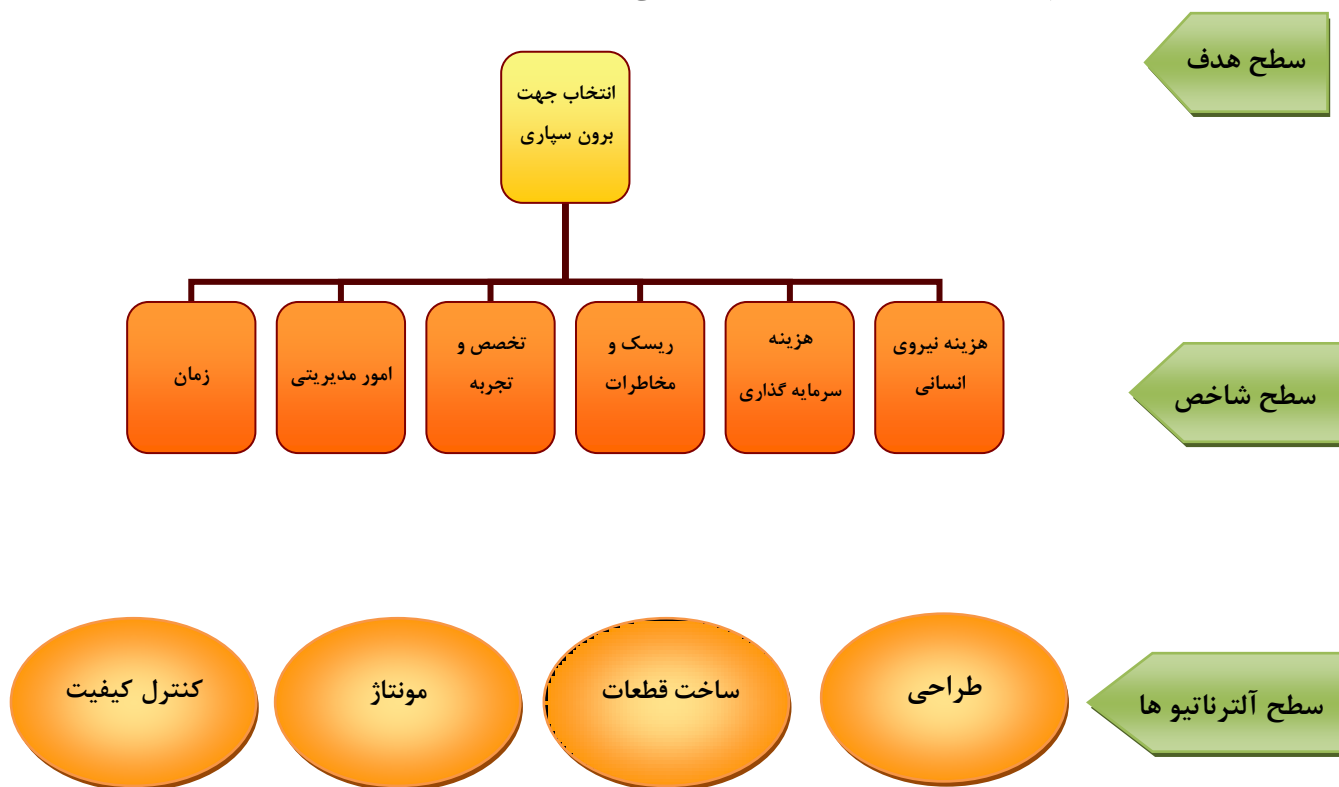 سطح هدف
انتخاب جهت
برون سپاری
هزینه نیروی
انسانی
هزینه
سرمایه گذاری
ریسک و
مخاطرات
تخصص و
تجربه
امور مدیریتی
زمان
سطح شاخص
طراحی
ساخت قطعات
مونتاژ
کنترل کیفیت
سطح آلترناتیو ها